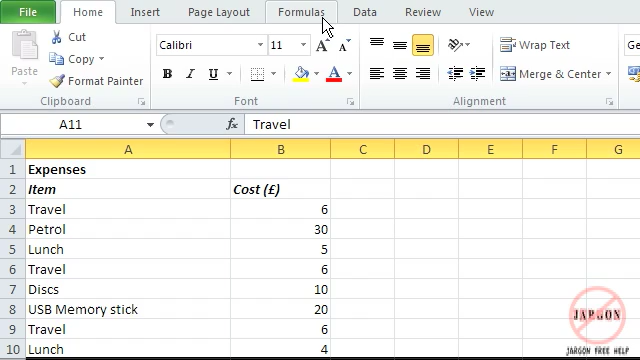 File Home Insert Page Layout Formulas Data Review View
Cut
Copy
Format Painter
Paste
Clipboard
Calibri 11 A A
B I U A
Font
Wrap Text
Merge & Center
Alignment
A11 fx Travel
A B C D E F G
1 Expenses
2 Item Cost (£)
3 Travel 6
4 Petrol 30
5 Lunch 5
6 Travel 6
7 Discs 10
8 USB Memory stick 20
9 Travel 6
10 Lunch 4
JARGON
JARGON FREE HELP